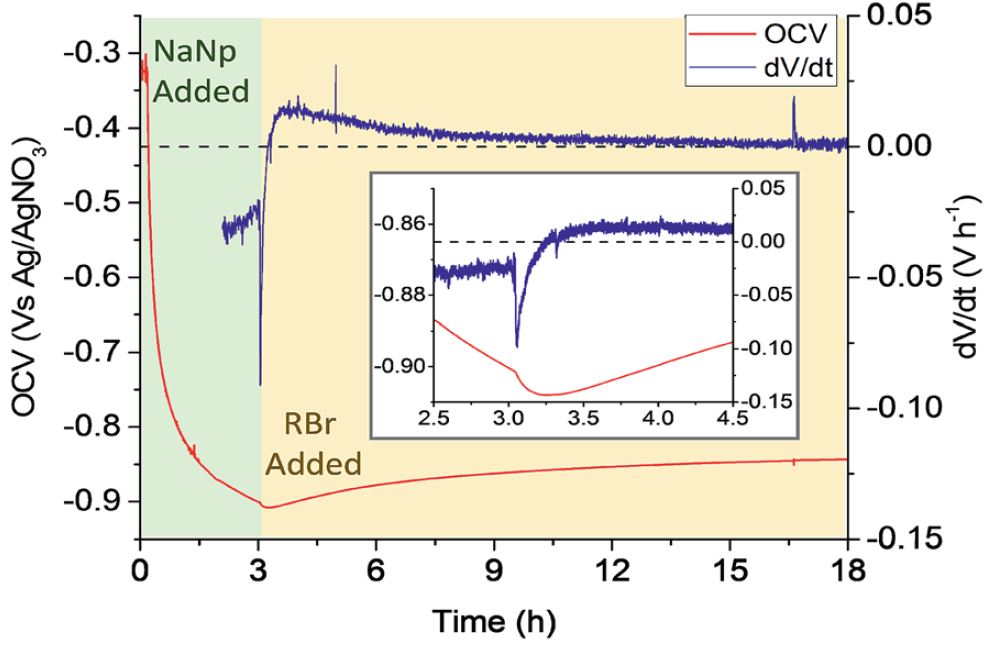 OCV (Vs Ag/AgNO3)
-0.3
-0.4
-0.5
-0.6
-0.7
-0.8
-0.9
NaNp
Added
OCV
dV/dt
RBr
Added
-0.86
-0.88
-0.90
0.05
0.00
-0.05
-0.10
-0.15
2.5 3.0 3.5 4.0 4.5
0.05
0.00
-0.05
-0.10
-0.15
dV/dt (V h-1)
0 3 6 9 12 15 18
Time (h)